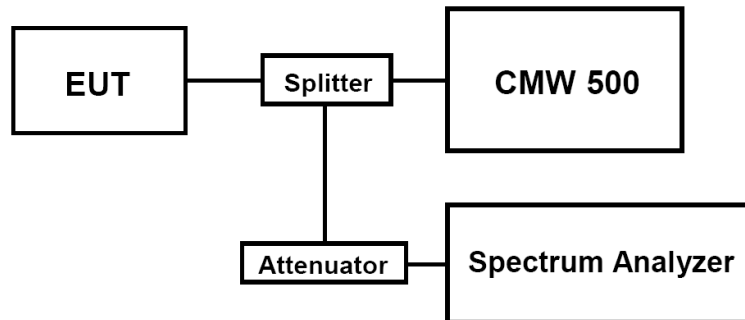 EUT
Splitter
CMW 500
Attenuator
Spectrum Analyzer